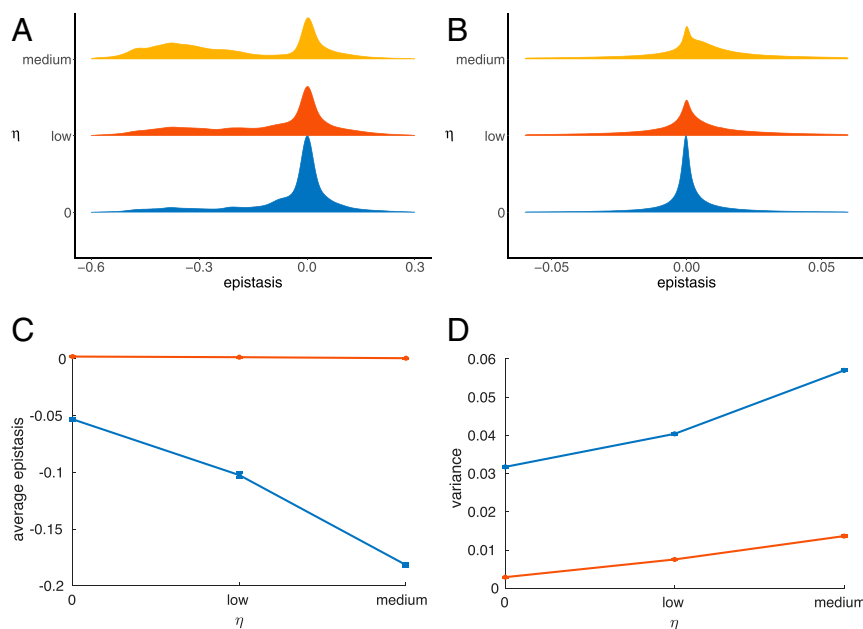 A
medium
η
low
0
−0.6
−0.3
0.0
0.3
epistasis
B
medium
η
low
0
−0.05
0.00
0.05
epistasis
C
0
-0.05
-0.1
-0.15
-0.2
average epistasis
0
low
medium
η
D
0.06
0.05
0.04
0.03
0.02
0.01
0
variance
0
low
medium
η